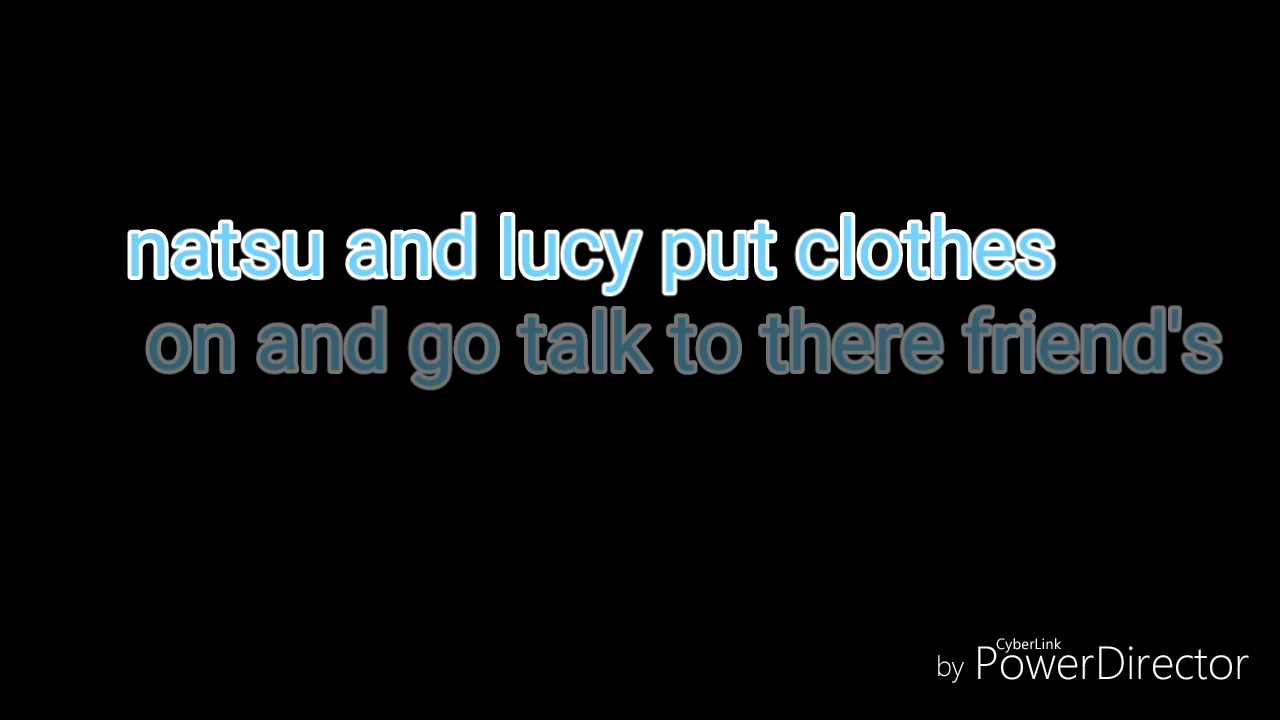 natsu and lucy put clothes
on and go talk to there friend's
CyberLink
by PowerDirector